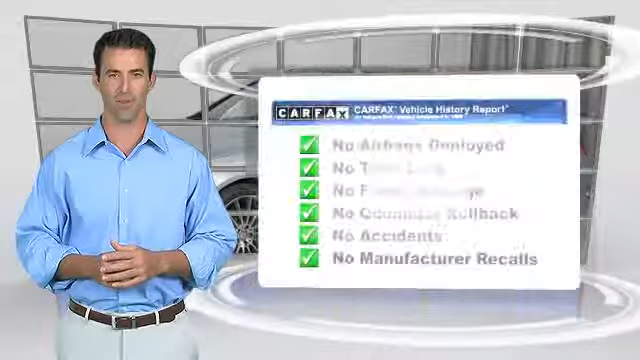 CARFAX CARFAX Vehicle History Report
No Airbags Deployed
No
No
No Odometer Rollback
No Accidents
No Manufacturer Recalls